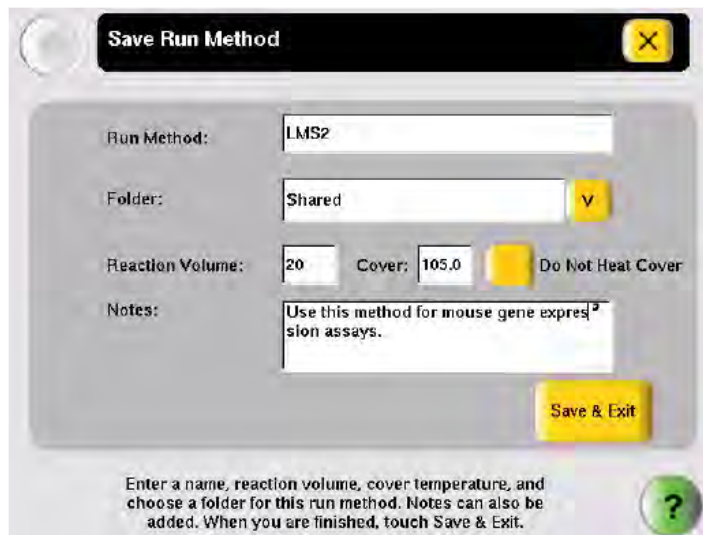 Save Run Method
X
Run Method: LMS2
Folder: Shared V
Reaction Volume: 20 Cover: 105.0 Do Not Heat Cover
Notes: Use this method for mouse gene expres
sion assays.
Save & Exit
Enter a name, reaction volume, cover temperature, and
choose a folder for this run method. Notes can also be
added. When you are finished, touch Save & Exit.
?